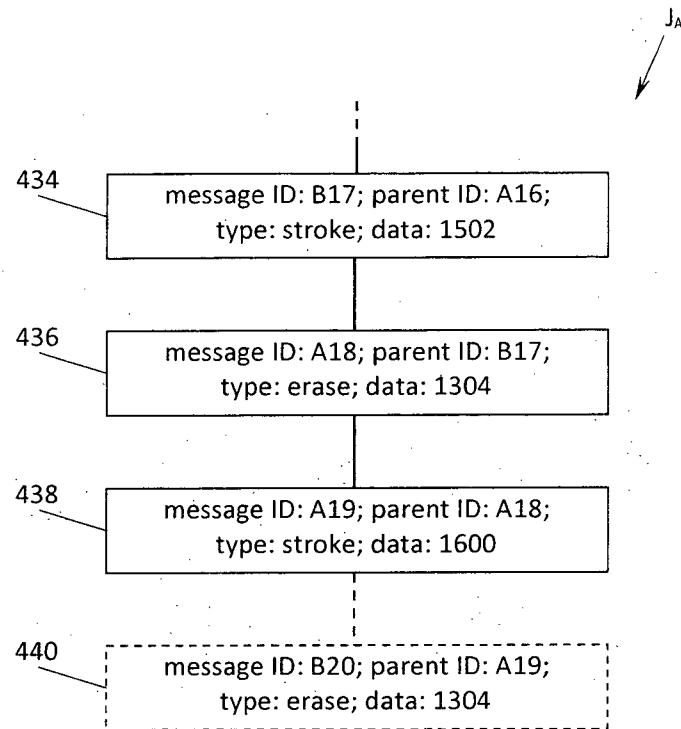 J_A
434
message ID: B17; parent ID: A16;
type: stroke; data: 1502
436
message ID: A18; parent ID: B17;
type: erase; data: 1304
438
message ID: A19; parent ID: A18;
type: stroke; data: 1600
440
message ID: B20; parent ID: A19;
type: erase; data: 1304